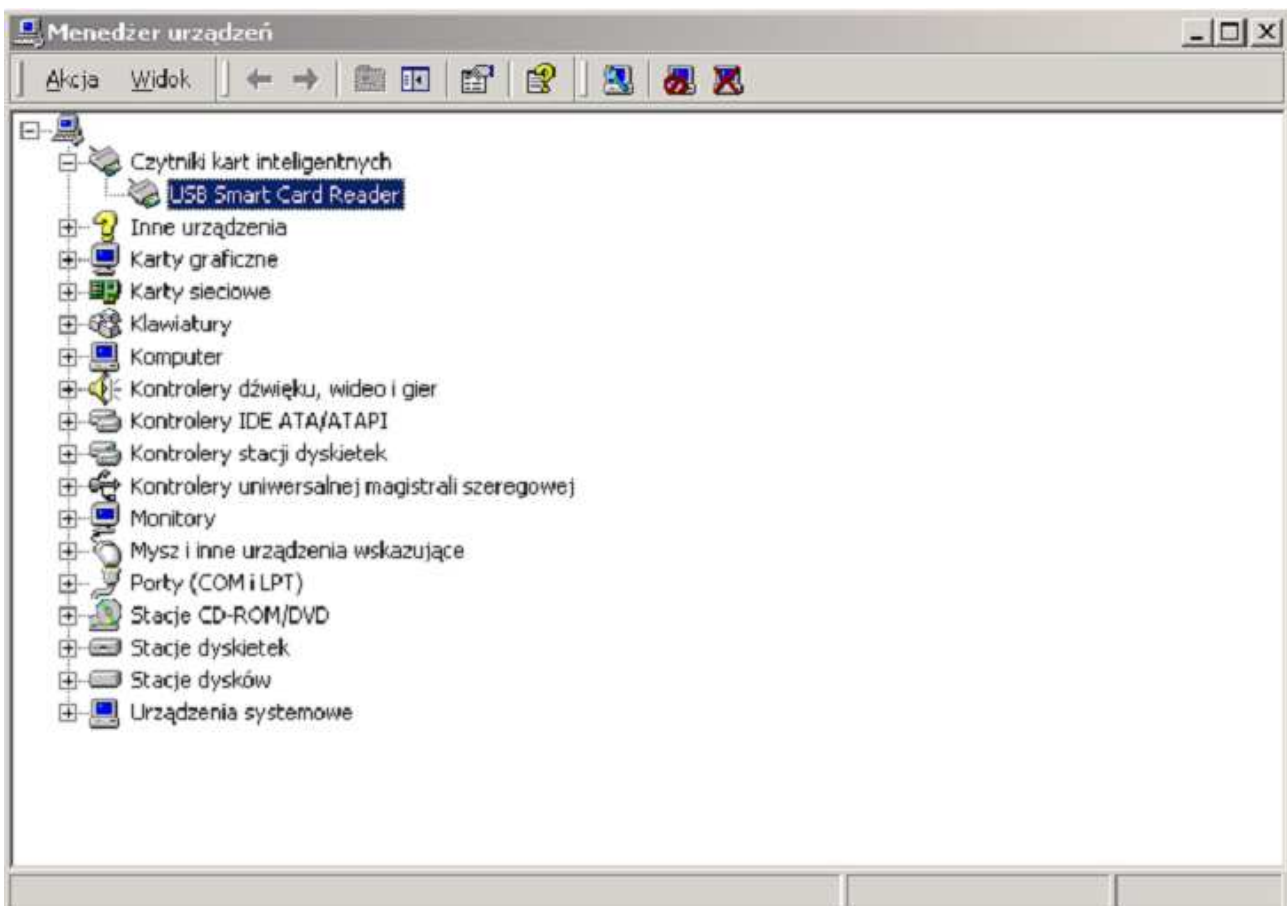 Menedżer urządzeń
Akcja Widok
Czytniki kart inteligentnych
USB Smart Card Reader
Inne urządzenia
Karty graficzne
Karty sieciowe
Klawiatury
Komputer
Kontrolery dźwięku, wideo i gier
Kontrolery IDE ATA/ATAPI
Kontrolery stacji dyskietek
Kontrolery uniwersalnej magistrali szeregowej
Monitory
Mysz i inne urządzenia wskazujące
Porty (COM i LPT)
Stacje CD-ROM/DVD
Stacje dyskietek
Stacje dysków
Urządzenia systemowe